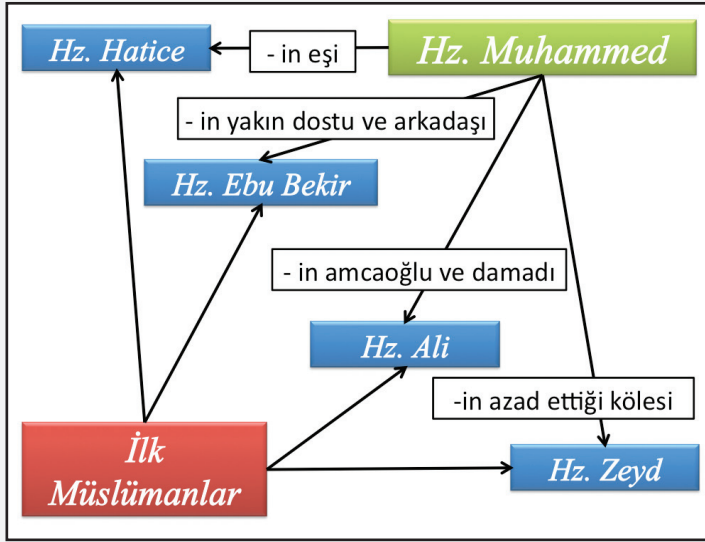 Hz. Hatice
- in eşi
Hz. Muhammed
- in yakın dostu ve arkadaşı
Hz. Ebu Bekir
- in amcaoğlu ve damadı
Hz. Ali
-in azad ettiği kölesi
İlk
Müslümanlar
Hz. Zeyd